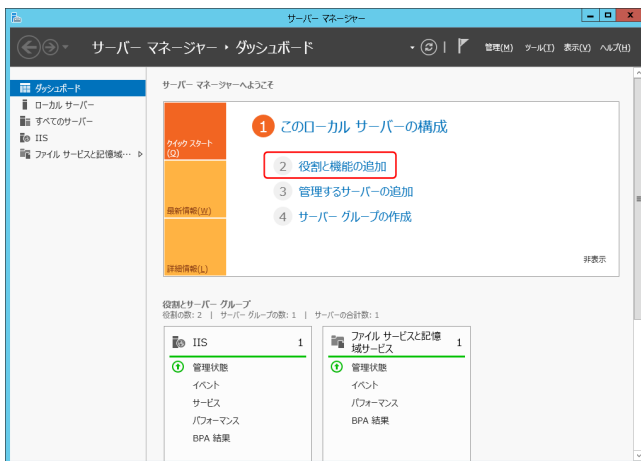 サーバー マネージャー
サーバー マネージャー ・ ダッシュボード
管理(M) ツール(T) 表示(V) ヘルプ(H)
ダッシュボード
ローカル サーバー
すべてのサーバー
IIS
ファイル サービスと記憶域…
サーバー マネージャーへようこそ
クイック スタート
(Q)
最新情報(W)
詳細情報(L)
1 このローカル サーバーの構成
2 役割と機能の追加
3 管理するサーバーの追加
4 サーバー グループの作成
非表示
役割とサーバー グループ
役割の数: 2 | サーバー グループの数: 1 | サーバーの合計数: 1
IIS 1
管理状態
イベント
サービス
パフォーマンス
BPA 結果
ファイル サービスと記憶
域サービス 1
管理状態
イベント
パフォーマンス
BPA 結果